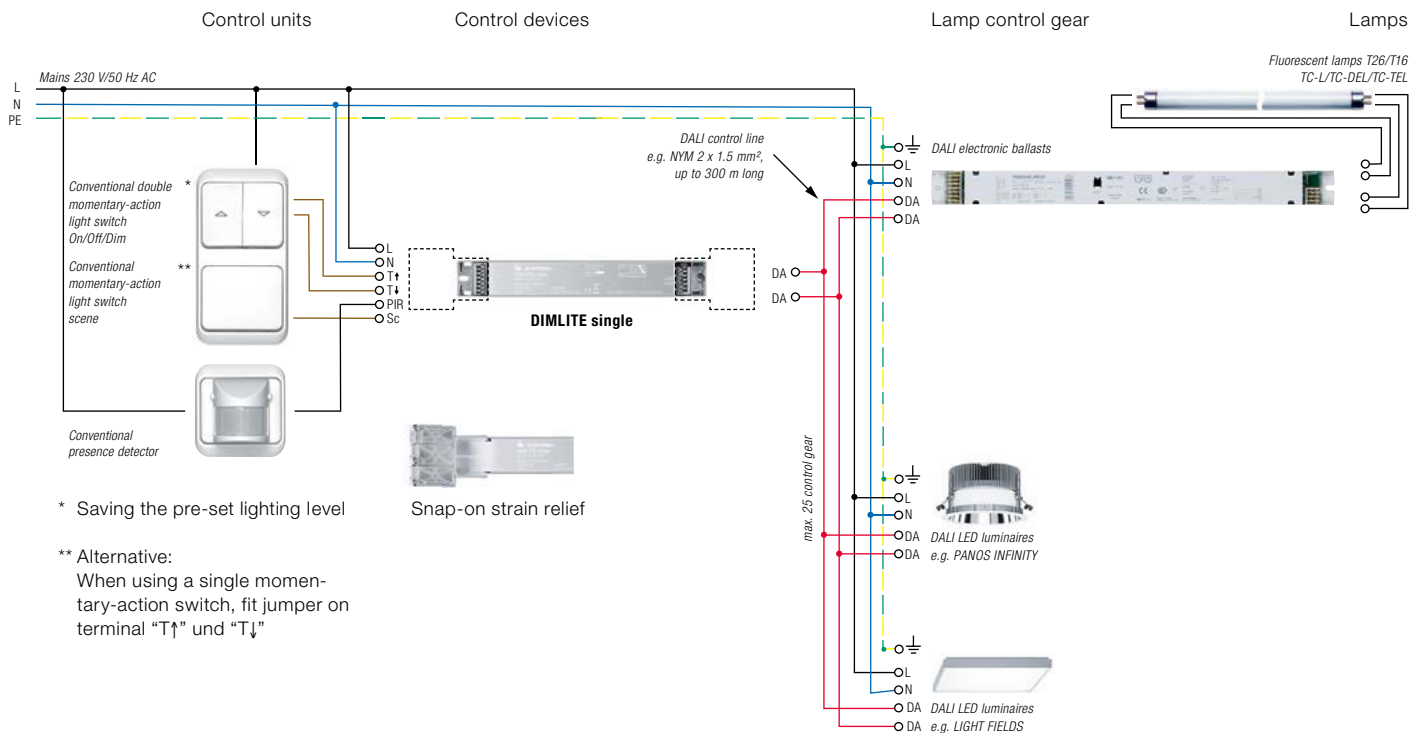 Control units
Control devices
Lamp control gear
Lamps
Mains 230 V/50 Hz AC
L
N
PE
Fluorescent lamps T26/T16
TC-L/TC-DEL/TC-TEL
DALI control line
e.g. NYM 2 x 1.5 mm²,
up to 300 m long
DALI electronic ballasts
L
N
DA
DA
*
Conventional double
momentary-action
light switch
On/Off/Dim
**
Conventional
momentary-action
light switch
scene
L
N
T↑
T↓
PIR
Sc
DIMLITE single
DA
DA
Conventional
presence detector
Snap-on strain relief
* Saving the pre-set lighting level
** Alternative:
When using a single momen-
tary-action switch, fit jumper on
terminal “T↑” und “T↓”
max. 25 control gear
L
N
DA
DA
DALI LED luminaires
e.g. PANOS INFINITY
L
N
DA
DA
DALI LED luminaires
e.g. LIGHT FIELDS